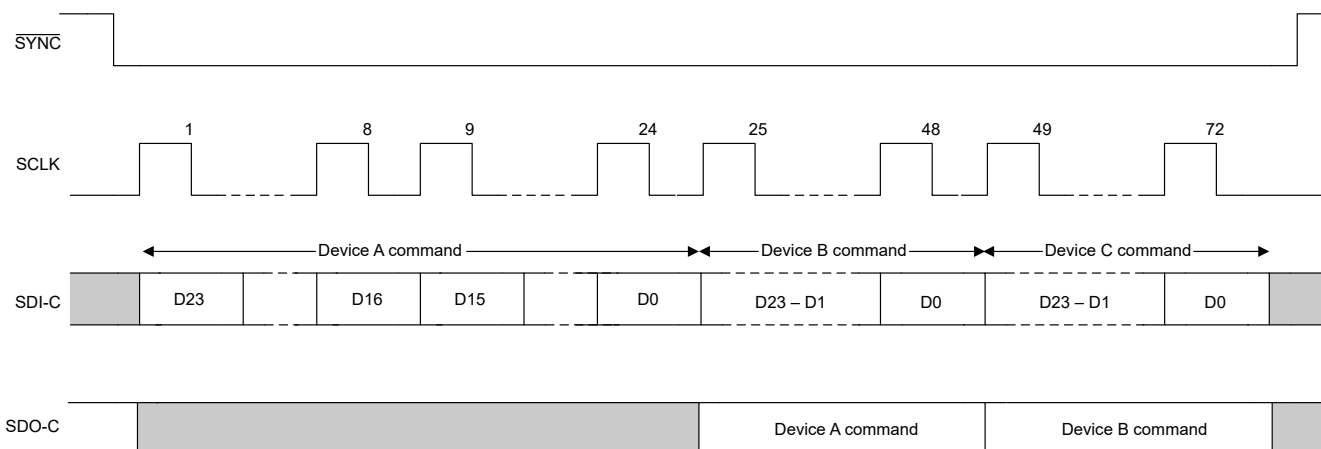 SYNC
1 8 9 24 25 48 49 72
SCLK
Device A command Device B command Device C command
SDI-C D23 D16 D15 D0 D23 – D1 D0 D23 – D1 D0
SDO-C Device A command Device B command